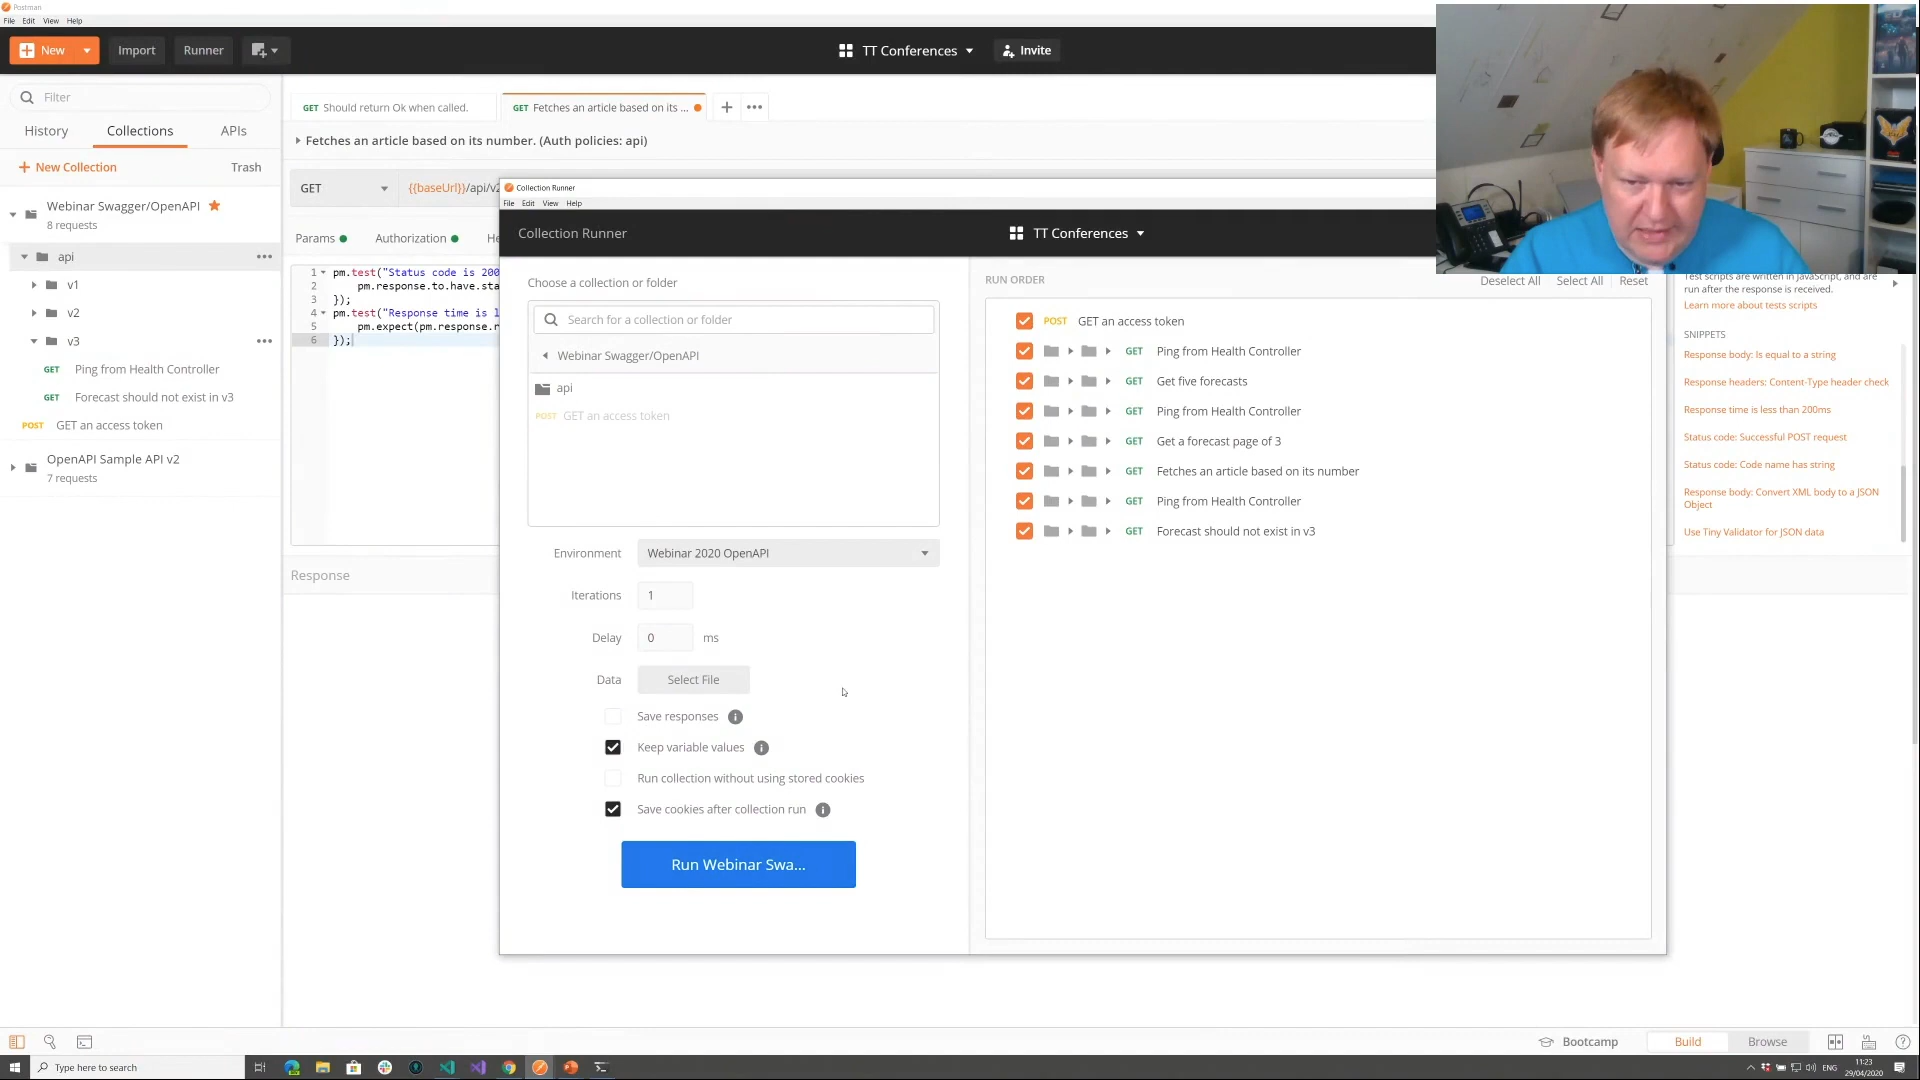 Postman
File Edit View Help
New Import Runner
TT Conferences Invite
Filter
History Collections APIs
New Collection Trash
Webinar Swagger/OpenAPI
8 requests
api
v1
v2
v3
GET Ping from Health Controller
GET Forecast should not exist in v3
POST GET an access token
OpenAPI Sample API v2
7 requests
GET Should return Ok when called.
GET Fetches an article based on its ...
Fetches an article based on its number. (Auth policies: api)
GET {{baseUrl}}/api/v2
Params Authorization He
1 pm.test("Status code is 200
2 pm.response.to.have.sta
3 });
4 pm.test("Response time is l
5 pm.expect(pm.response.r
6 });
Response
Collection Runner
File Edit View Help
Collection Runner TT Conferences
Choose a collection or folder
Search for a collection or folder
Webinar Swagger/OpenAPI
api
POST GET an access token
Environment Webinar 2020 OpenAPI
Iterations 1
Delay 0 ms
Data Select File
Save responses
Keep variable values
Run collection without using stored cookies
Save cookies after collection run
Run Webinar Swa...
RUN ORDER Deselect All Select All Reset
POST GET an access token
GET Ping from Health Controller
GET Get five forecasts
GET Ping from Health Controller
GET Get a forecast page of 3
GET Fetches an article based on its number
GET Ping from Health Controller
GET Forecast should not exist in v3
Test scripts are written in JavaScript, and are
run after the response is received.
Learn more about tests scripts
SNIPPETS
Response body: Is equal to a string
Response headers: Content-Type header check
Response time is less than 200ms
Status code: Successful POST request
Status code: Code name has string
Response body: Convert XML body to a JSON
Object
Use Tiny Validator for JSON data
Bootcamp Build Browse
Type here to search
ENG
11:23
29/04/2020